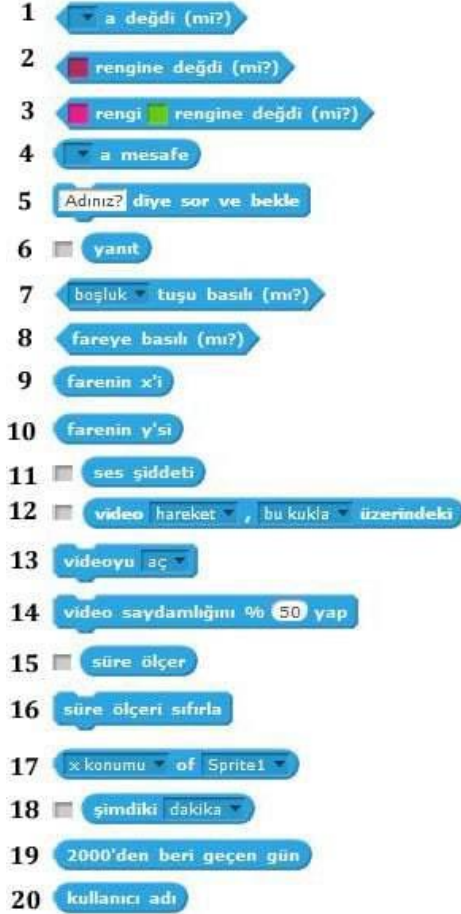 1 a değdi (mi?)
2 rengine değdi (mi?)
3 rengi rengine değdi (mi?)
4 a mesafe
5 Adınız? diye sor ve bekle
6 yanıt
7 boşluk tuşu basılı (mı?)
8 fareye basılı (mı?)
9 farenin x'i
10 farenin y'si
11 ses şiddeti
12 video hareket , bu kukla üzerindeki
13 videoyu aç
14 video saydamlığını % 50 yap
15 süre ölçer
16 süre ölçeri sıfırla
17 x konumu of Sprite1
18 şimdiki dakika
19 2000'den beri geçen gün
20 kullanıcı adı